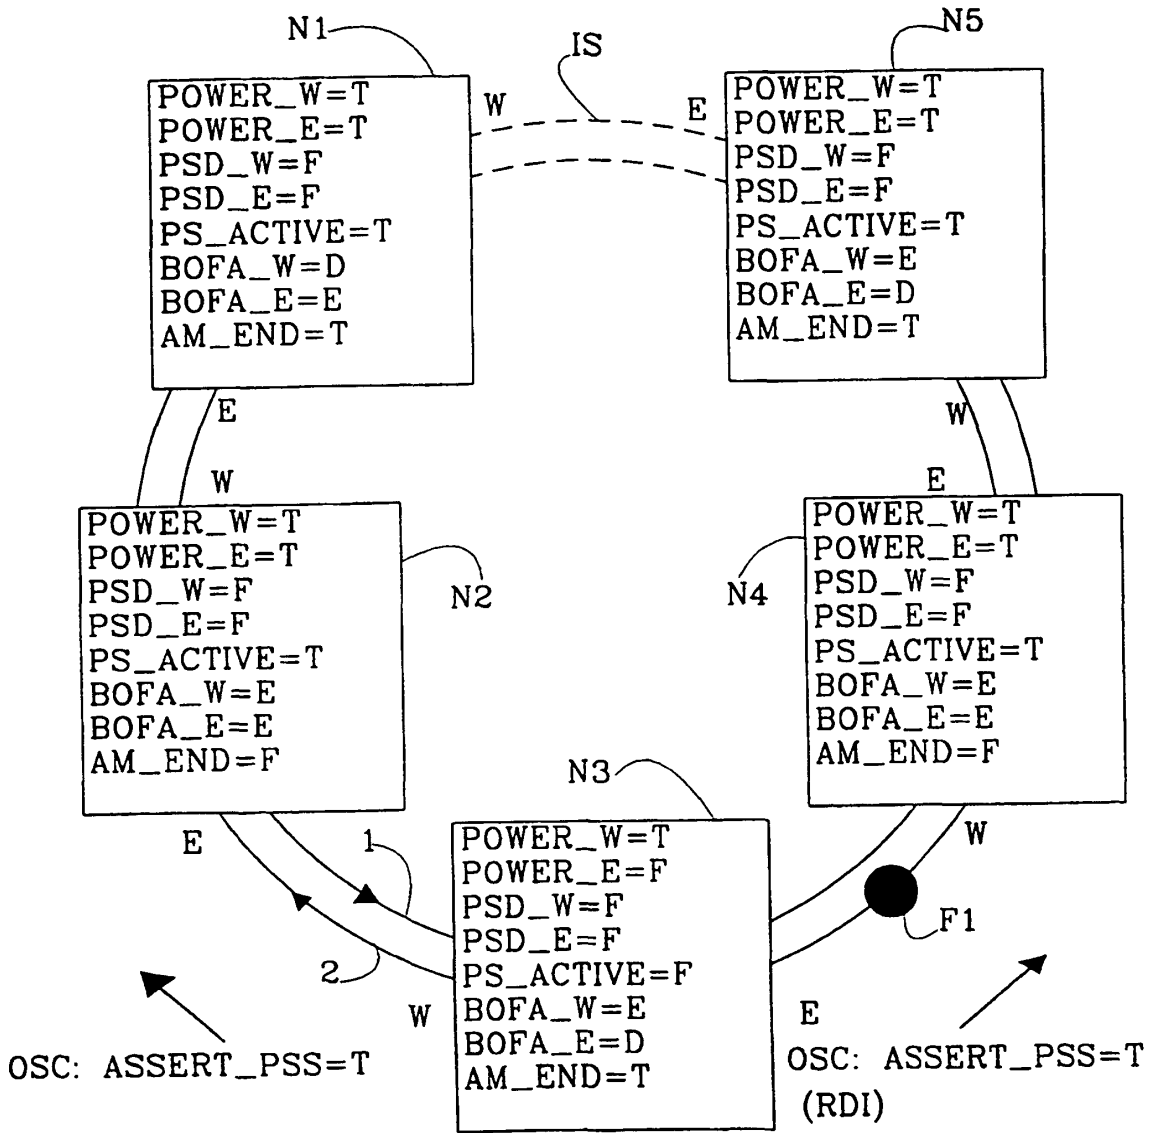 N1
IS
N5
POWER_W=T
POWER_E=T
PSD_W=F
PSD_E=F
PS_ACTIVE=T
BOFA_W=D
BOFA_E=E
AM_END=T
W
E
POWER_W=T
POWER_E=T
PSD_W=F
PSD_E=F
PS_ACTIVE=T
BOFA_W=E
BOFA_E=D
AM_END=T
E
W
W
E
POWER_W=T
POWER_E=T
PSD_W=F
PSD_E=F
PS_ACTIVE=T
BOFA_W=E
BOFA_E=E
AM_END=F
N2
N4
POWER_W=T
POWER_E=T
PSD_W=F
PSD_E=F
PS_ACTIVE=T
BOFA_W=E
BOFA_E=E
AM_END=F
E
1
2
W
N3
POWER_W=T
POWER_E=F
PSD_W=F
PSD_E=F
PS_ACTIVE=F
BOFA_W=E
BOFA_E=D
AM_END=T
W
F1
E
OSC: ASSERT_PSS=T
OSC: ASSERT_PSS=T
(RDI)